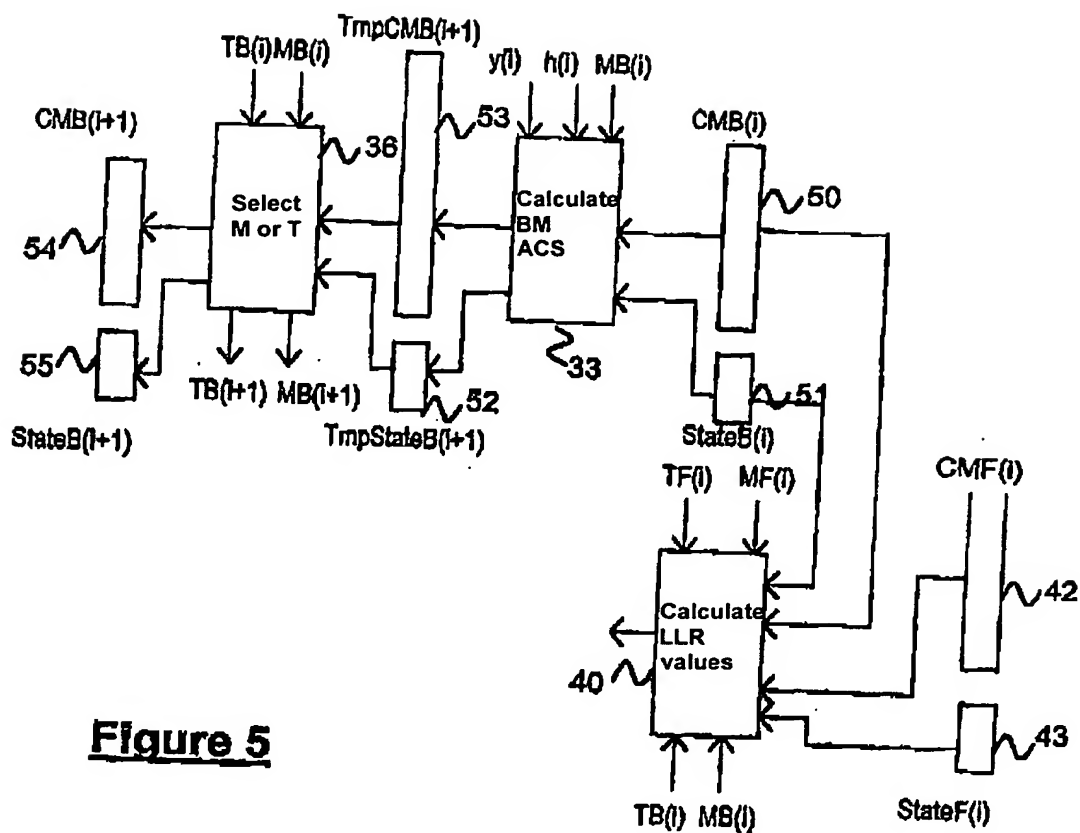 TmpCMB(i+1)
TB(i) MB(i)
y(i) h(i) MB(i)
CMB(i+1)
53
CMB(i)
36
50
Select
M or T
Calculate
BM
ACS
54
55
33
51
TB(i+1) MB(i+1)
52
StateB(i+1)
TmpStateB(i+1)
StateB(i)
CMF(i)
TF(i) MF(i)
42
Calculate
LLR
values
40
43
Figure 5
TB(i) MB(i)
StateF(i)